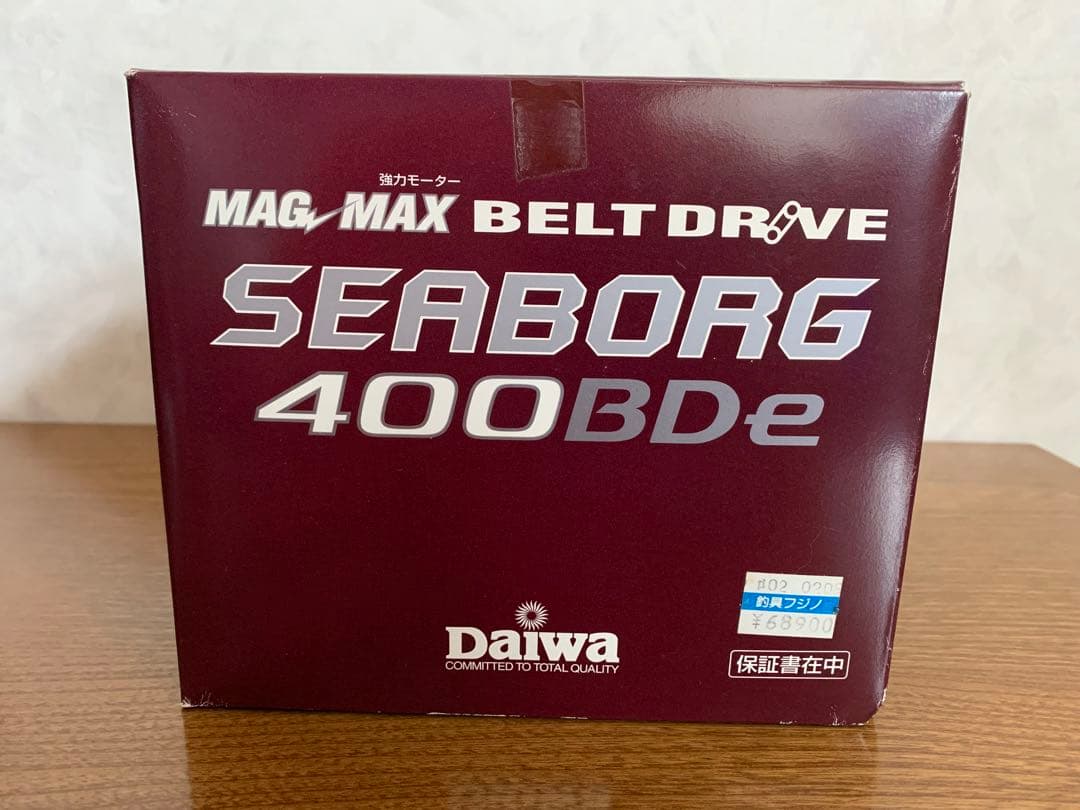 強力モーター
MAG MAX BELT DRIVE
SEABORG
400BDe
釣具フジノ
¥68900
Daiwa
COMMITTED TO TOTAL QUALITY
保証書在中